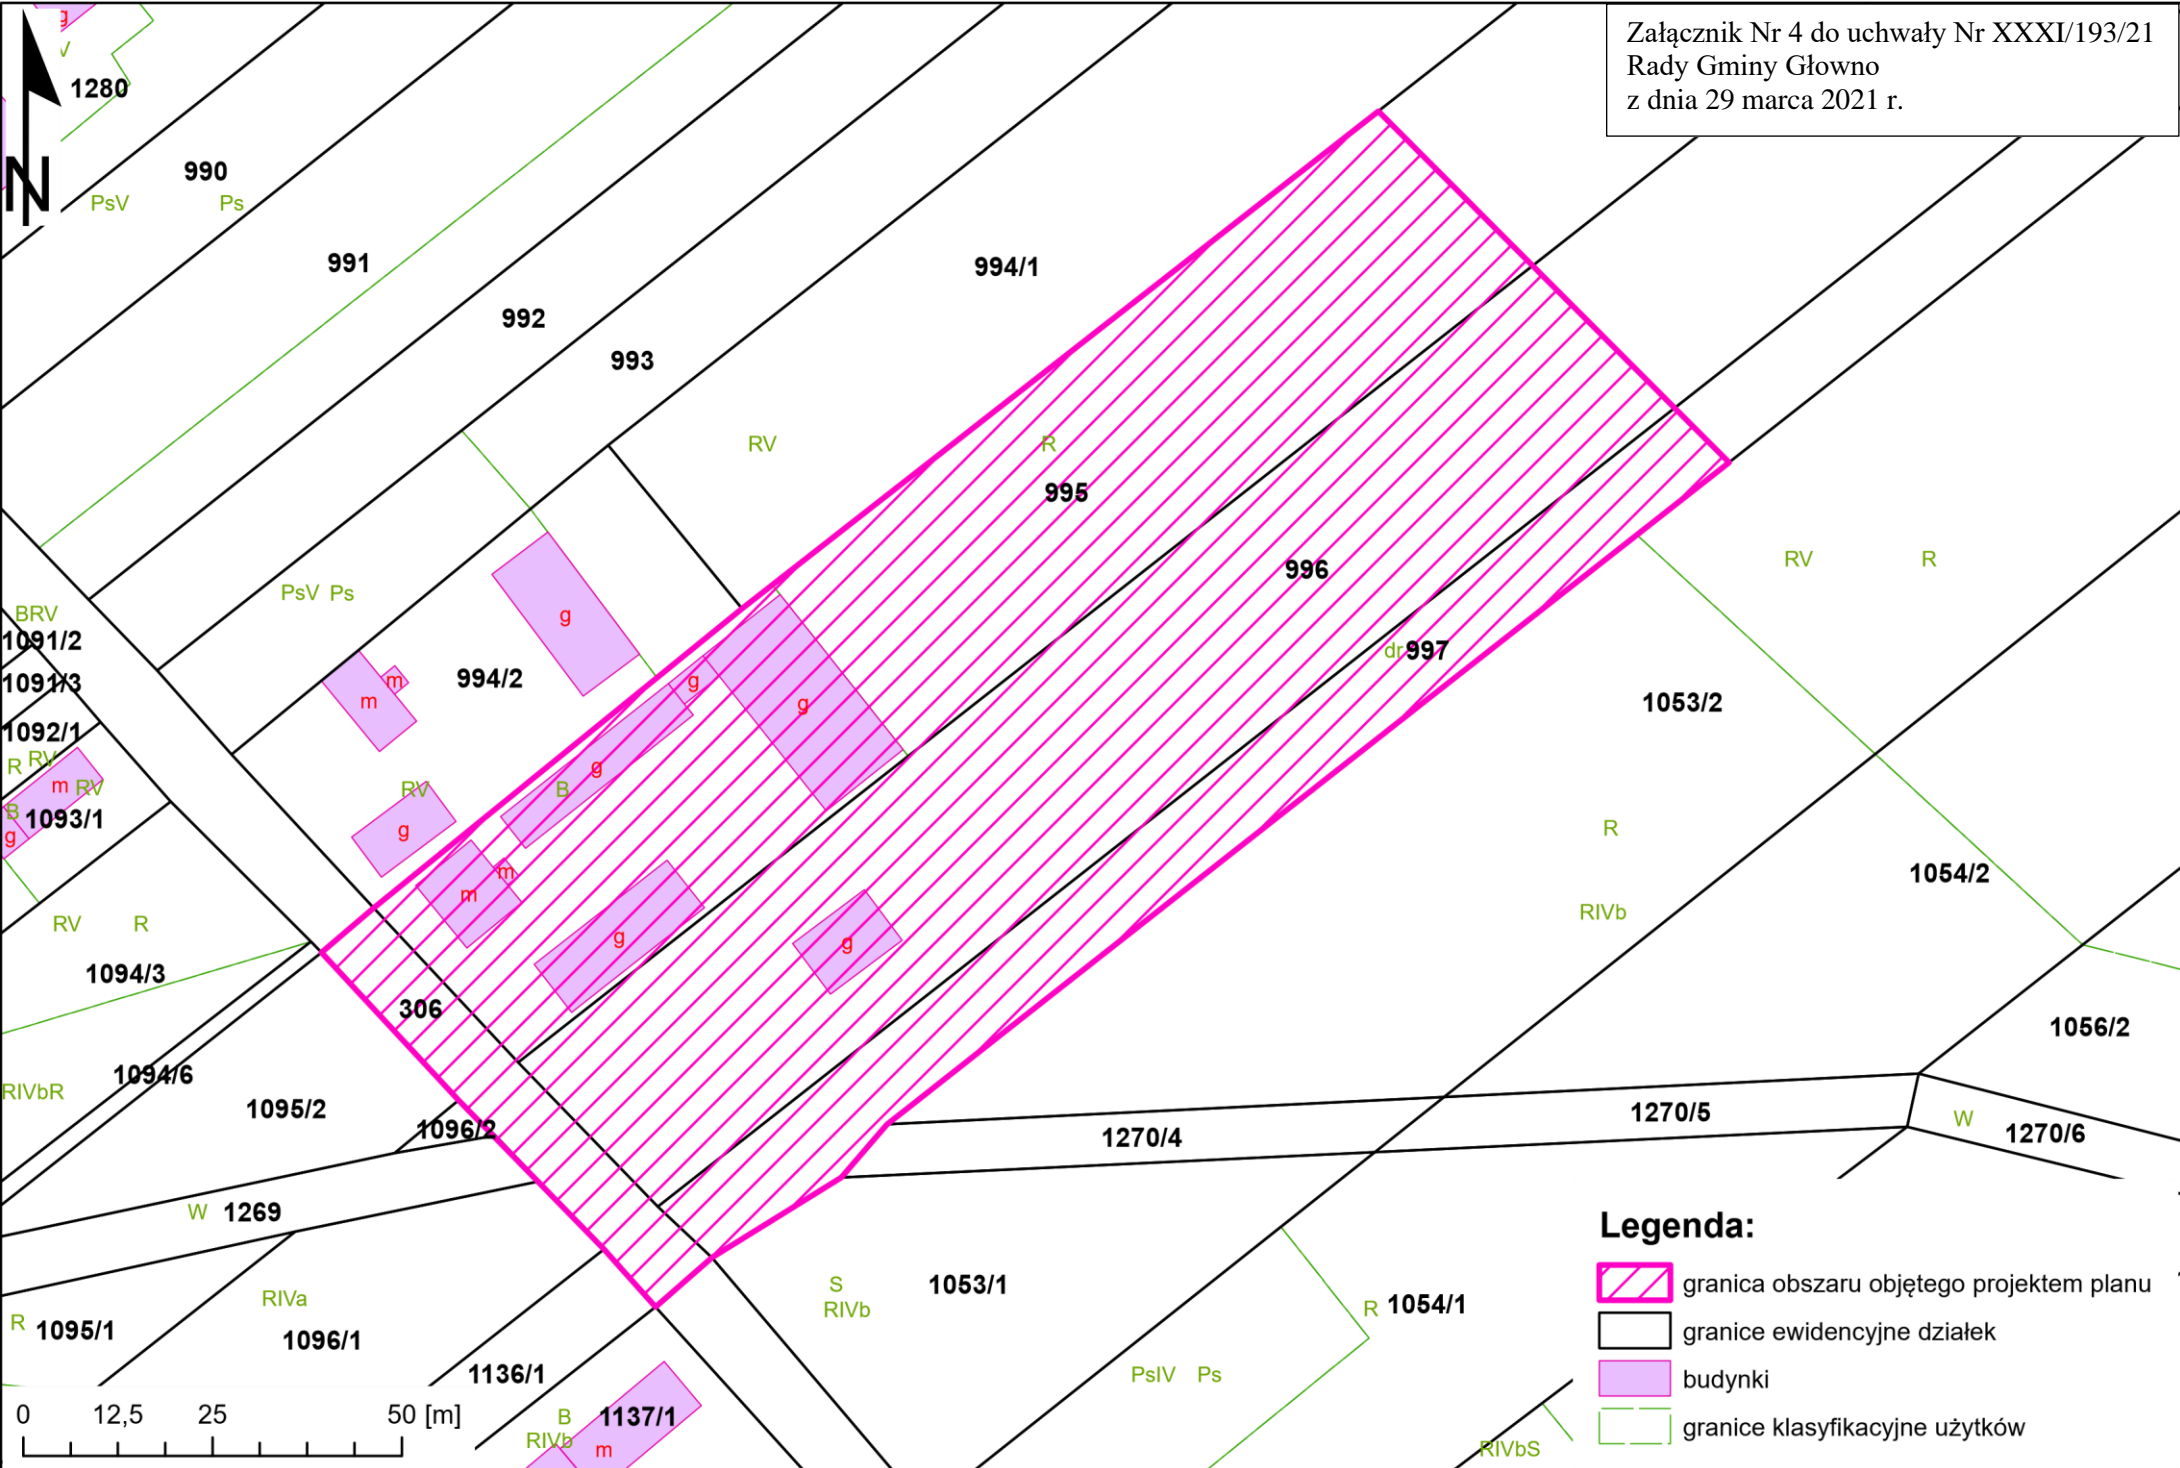 Załącznik Nr 4 do uchwały Nr XXXI/193/21
Rady Gminy Głowno
z dnia 29 marca 2021 r.
g
V
1280
N
990
PsV Ps
991
992
993
994/1
RV R
995
996
dr 997
RV R
1053/2
R
RIVb
1054/2
1056/2
PsV Ps
BRV
1091/2
1091/3
1092/1
R RV
m RV
B
1093/1
g
994/2
g
m
m
g
g
g
RV
B
g
m
m
g
g
RV R
1094/3
306
1094/6
RIVbR
1095/2
1096/2
W 1269
1270/4
1270/5
W
1270/6
RIVa
R 1095/1
1096/1
1136/1
S
RIVb
1053/1
R 1054/1
PsIV Ps
B
RIVb
1137/1
m
RIVbS
0 12,5 25 50 [m]
Legenda:
granica obszaru objętego projektem planu
granice ewidencyjne działek
budynki
granice klasyfikacyjne użytków